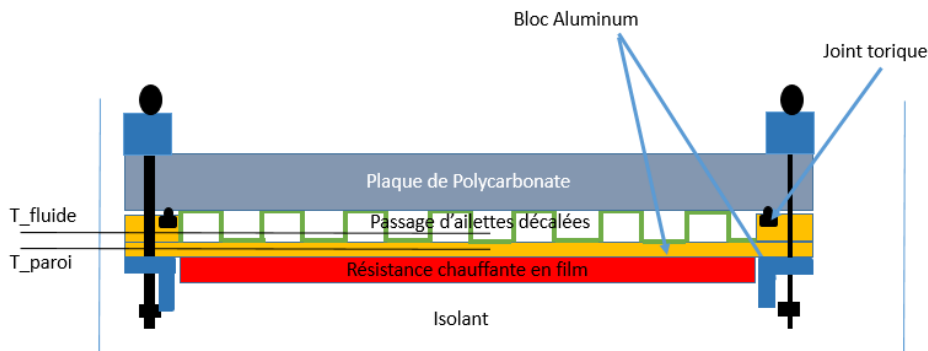 Bloc Aluminum
Joint torique
Plaque de Polycarbonate
T_fluide
Passage d'ailettes décalées
T_paroi
Résistance chauffante en film
Isolant